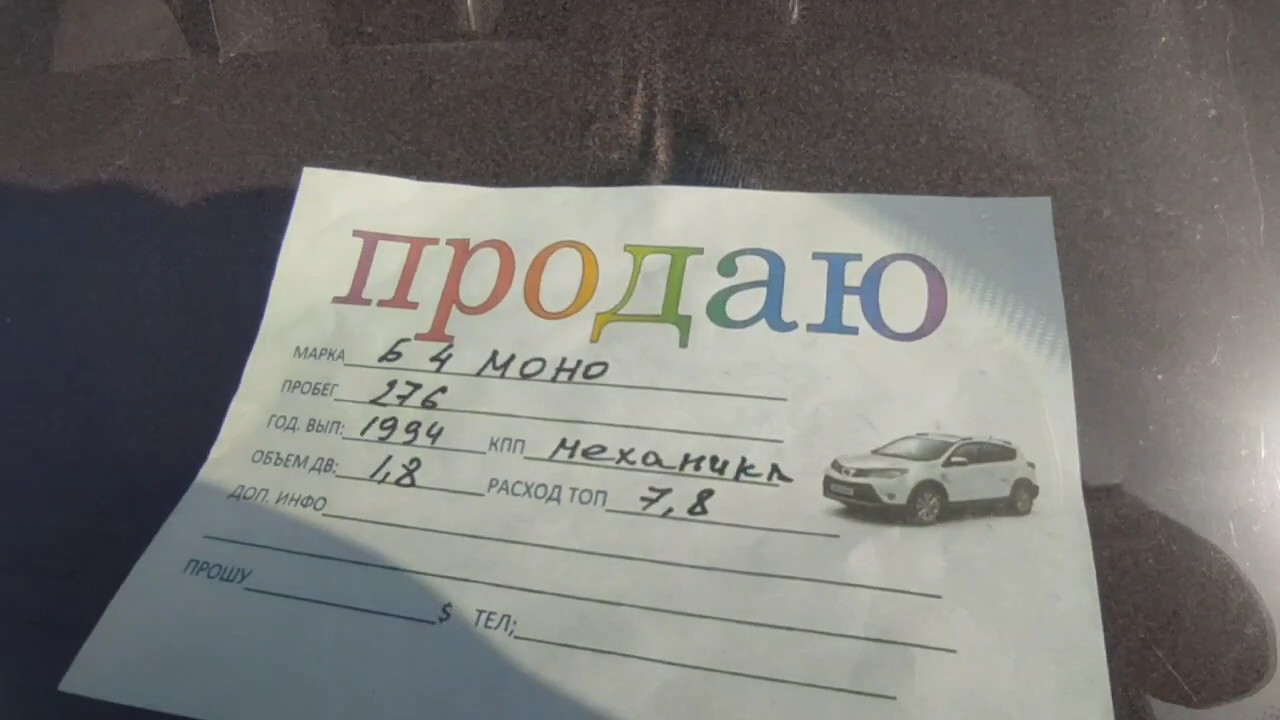 продаю
МАРКА Б 4 МОНО
ПРОБЕГ 276
ГОД. ВЫП: 1994 КПП механика
ОБЪЕМ ДВ: 1,8 РАСХОД ТОП 7,8
ДОП. ИНФО
ПРОШУ $ ТЕЛ;